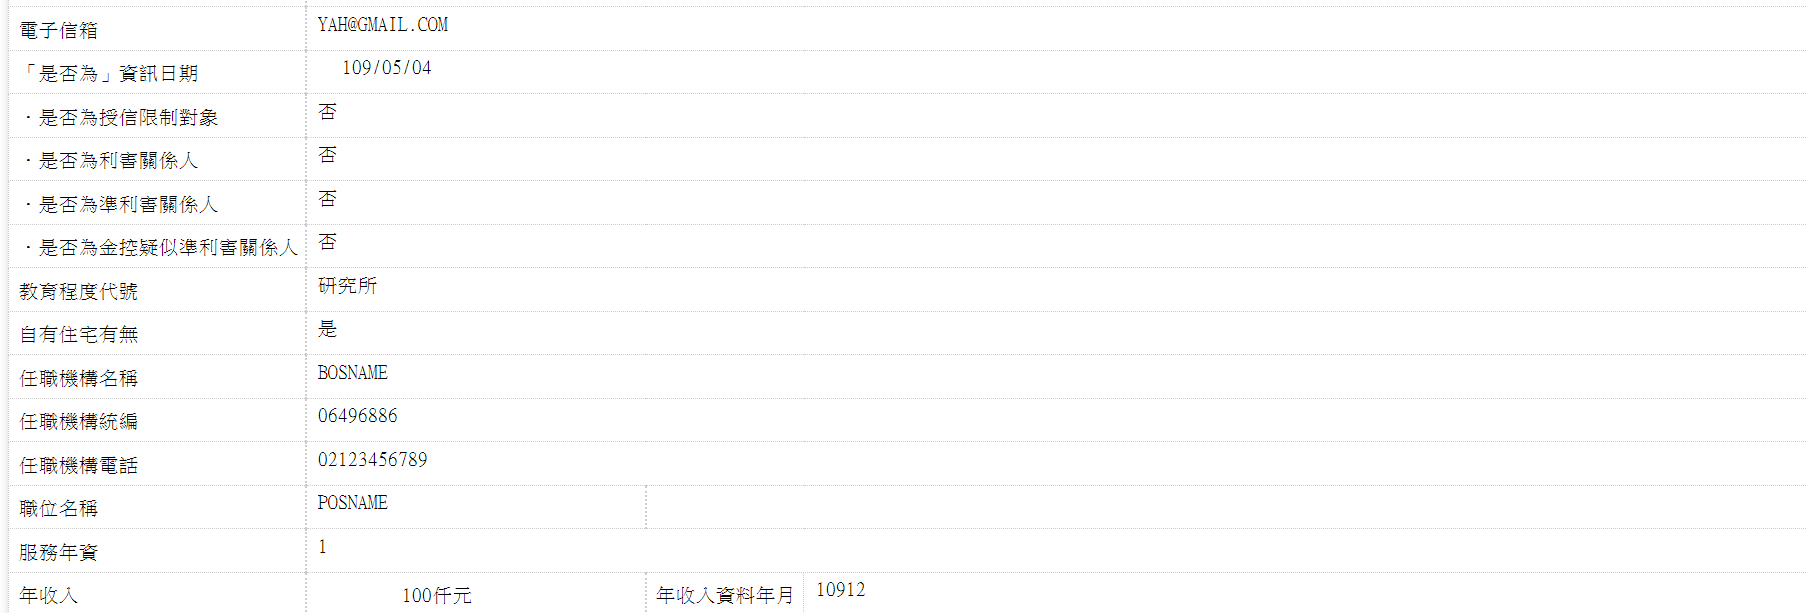 電子信箱 YAH@GMAIL.COM
「是否為」資訊日期 109/05/04
．是否為授信限制對象 否
．是否為利害關係人 否
．是否為準利害關係人 否
．是否為金控疑似準利害關係人 否
教育程度代號 研究所
自有住宅有無 是
任職機構名稱 BOSNAME
任職機構統編 06496886
任職機構電話 02123456789
職位名稱 POSNAME
服務年資 1
年收入 100仟元 年收入資料年月 10912